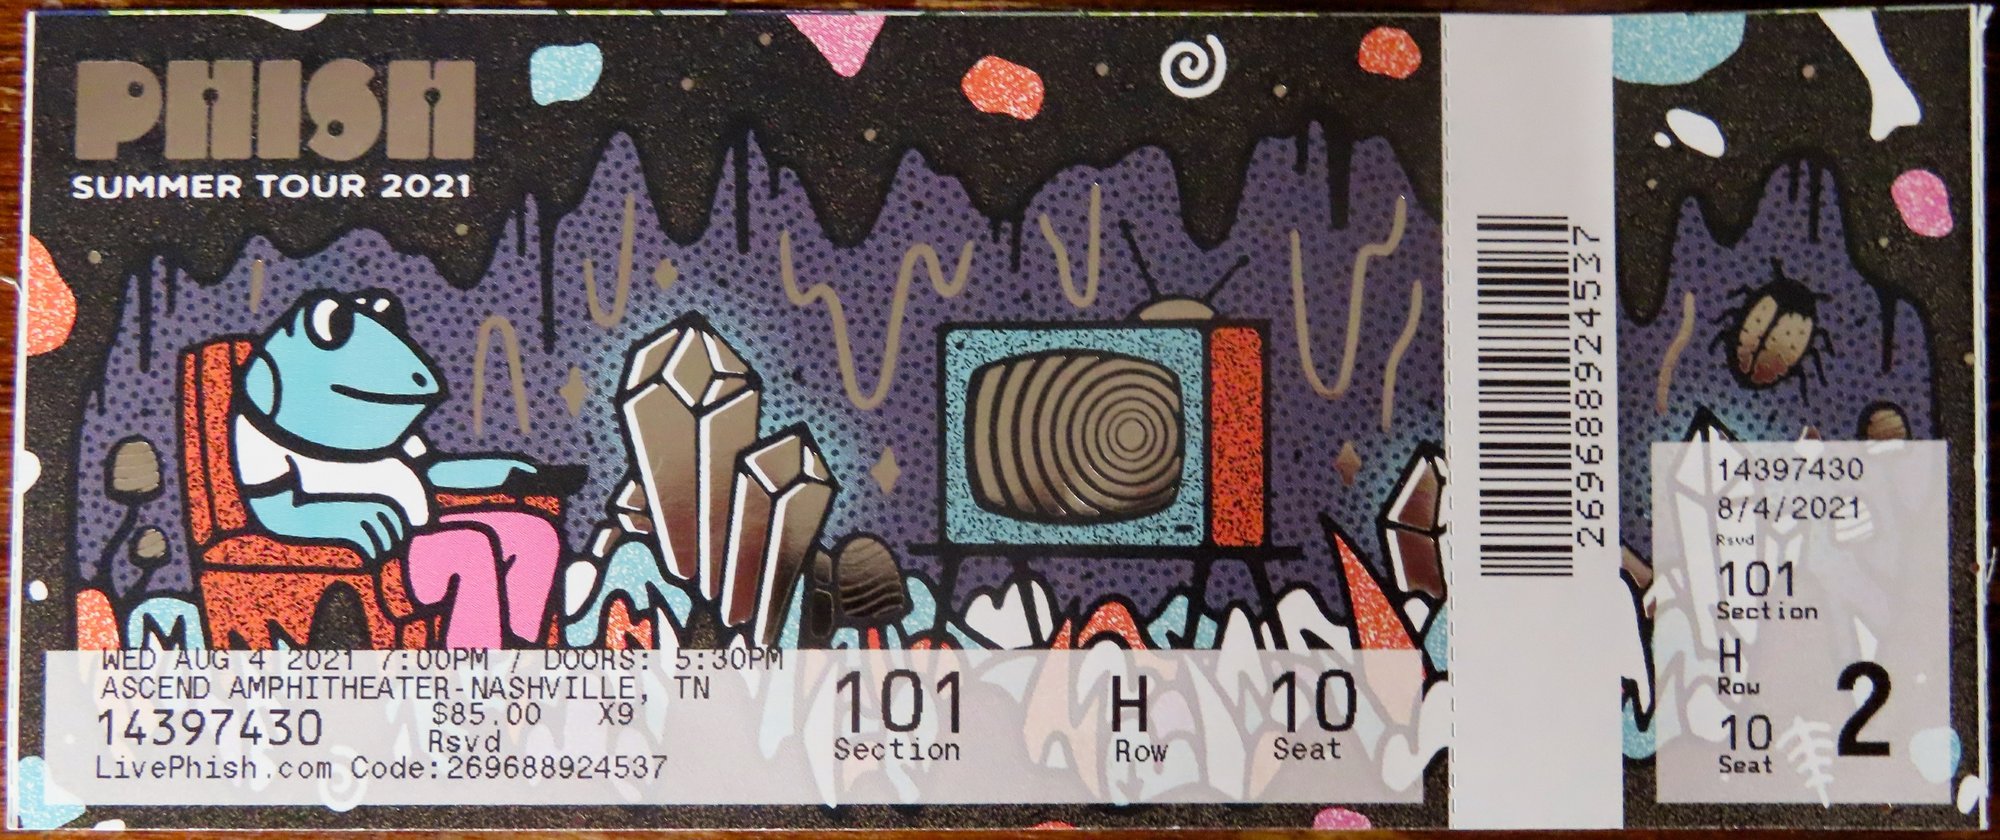 PHISH
SUMMER TOUR 2021
WED AUG 4 2021 7:00PM / DOORS: 5:30PM
ASCEND AMPHITHEATER-NASHVILLE, TN
14397430 $85.00 X9
Rsvd
LivePhish.com Code:269688924537
101 H 10
Section Row Seat
269688924537
14397430
8/4/2021
Rsvd
101
Section
H
Row
10
Seat
2